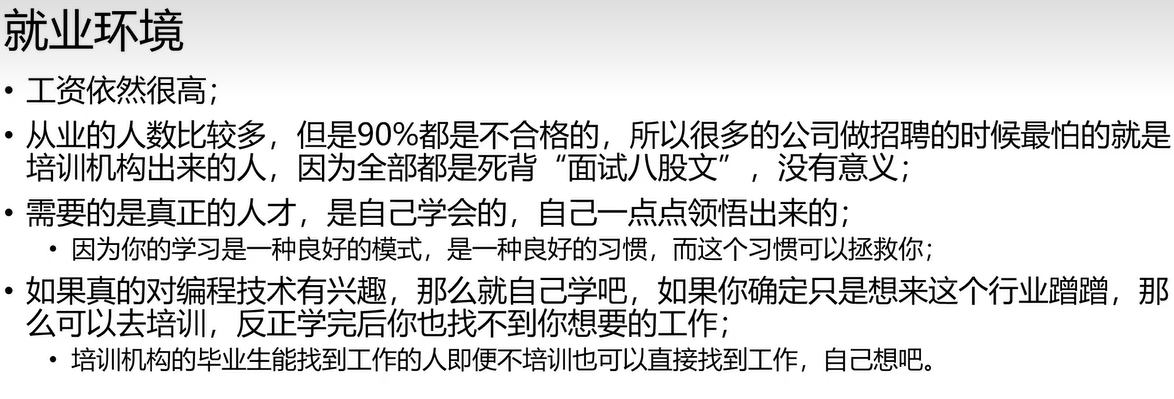 就业环境
• 工资依然很高；
• 从业的人数比较多，但是90%都是不合格的，所以很多的公司做招聘的时候最怕的就是
培训机构出来的人，因为全部都是死背“面试八股文”，没有意义；
• 需要的是真正的人才，是自己学会的，自己一点点领悟出来的；
• 因为你的学习是一种良好的模式，是一种良好的习惯，而这个习惯可以拯救你；
• 如果真的对编程技术有兴趣，那么就自己学吧，如果你确定只是想来这个行业蹭蹭，那
么可以去培训，反正学完后你也找不到你想要的工作；
• 培训机构的毕业生能找到工作的人即便不培训也可以直接找到工作，自己想吧。